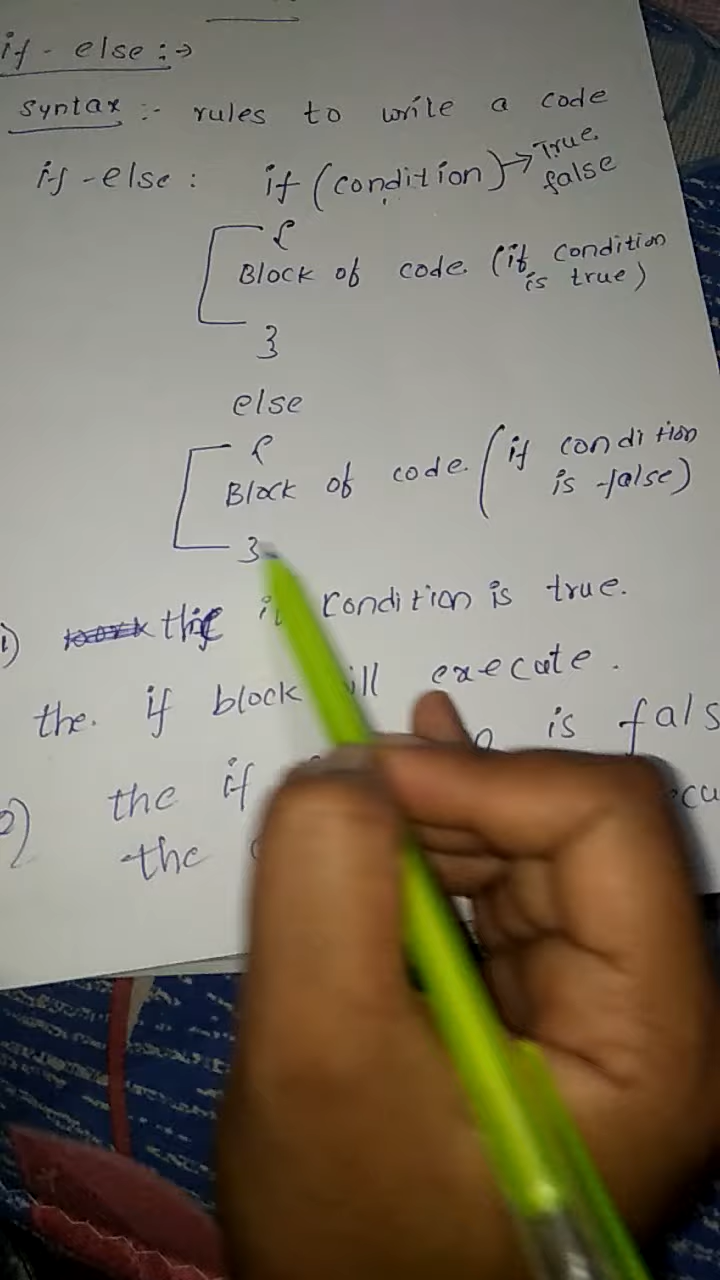 if - else :->
Syntax :- rules to write a code
if - else : if (condition) → True
false
{
Block of code (if condition
is true)
}
else
{
Block of code (if condition
is false)
}
1) if condition is true.
the if block will execute.
2) the if is fals
the